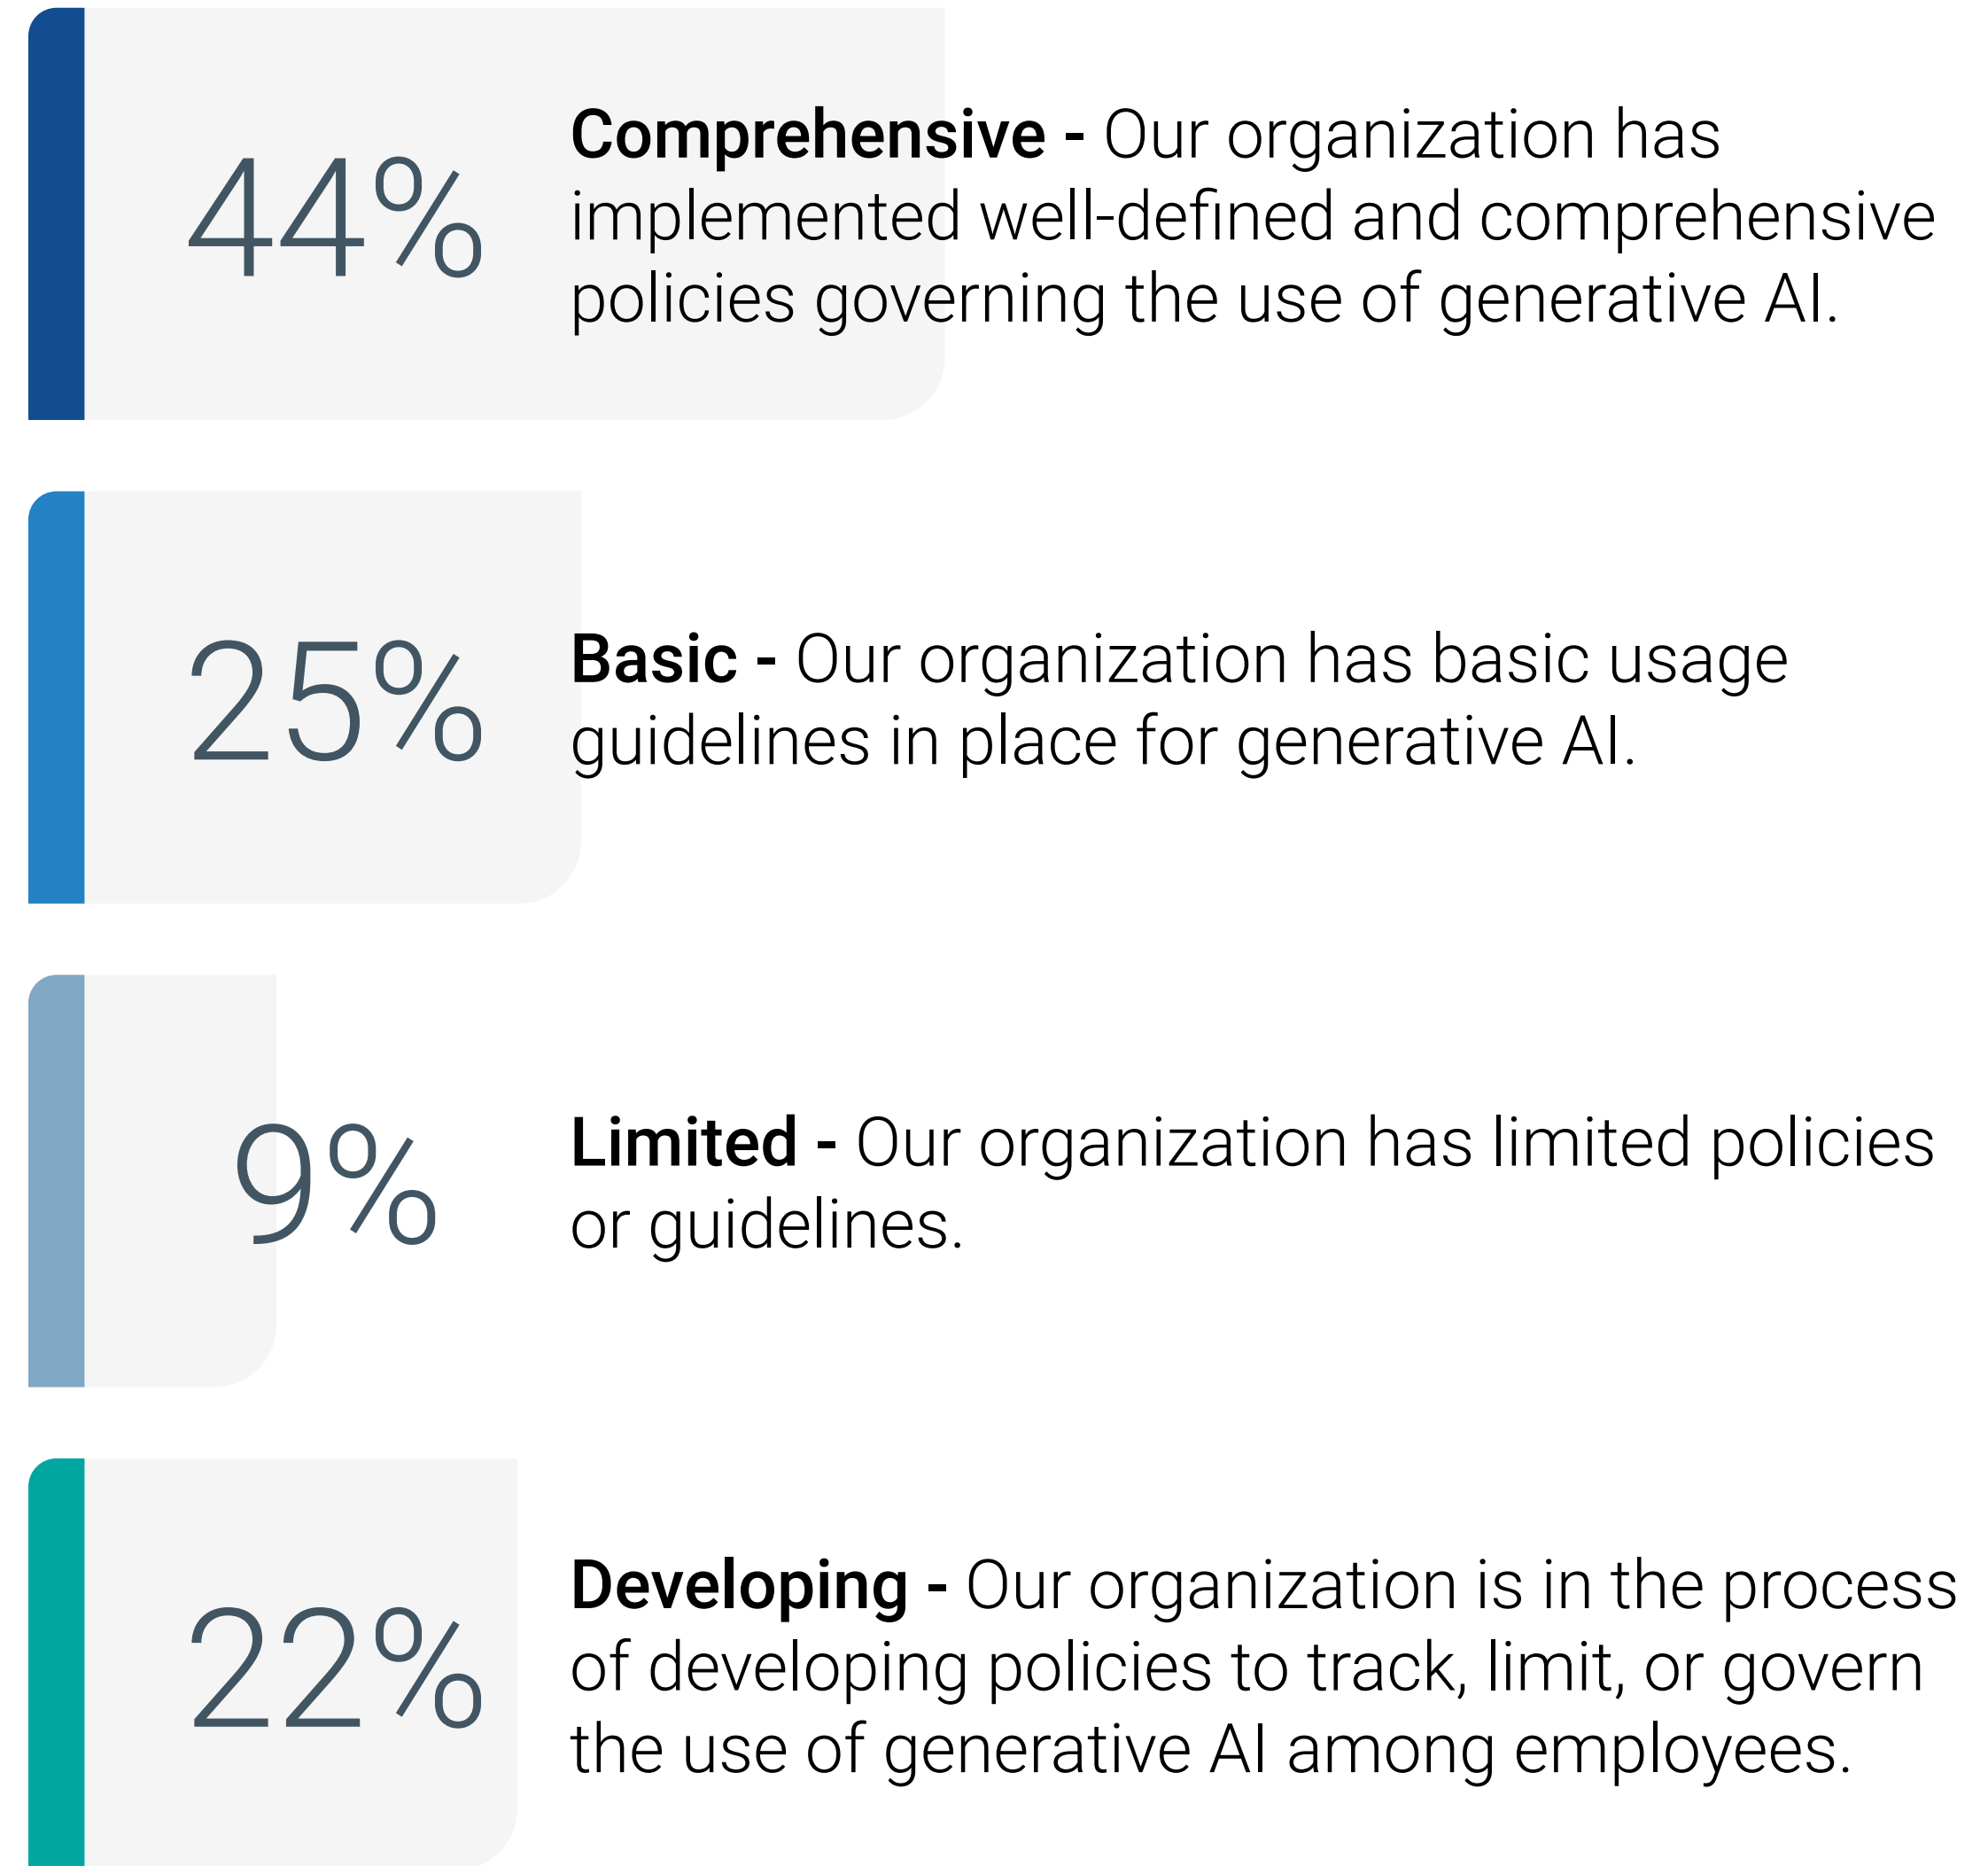 44%
Comprehensive - Our organization has
implemented well-defined and comprehensive
policies governing the use of generative AI.
25%
Basic - Our organization has basic usage
guidelines in place for generative AI.
9%
Limited - Our organization has limited policies
or guidelines.
22%
Developing - Our organization is in the process
of developing policies to track, limit, or govern
the use of generative AI among employees.